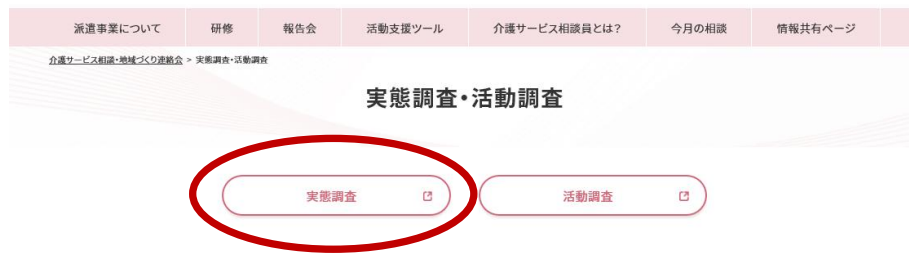 派遣事業について 研修 報告会 活動支援ツール 介護サービス相談員とは? 今月の相談 情報共有ページ
介護サービス相談・地域づくり連絡会 > 実態調査・活動調査
実態調査・活動調査
実態調査 活動調査